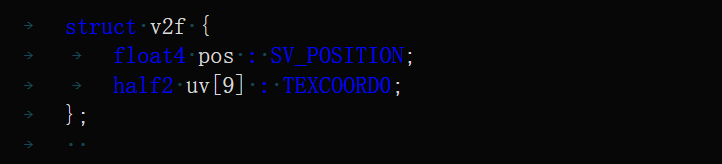 struct v2f {
float4 pos : SV_POSITION;
half2 uv[9] : TEXCOORD0;
};